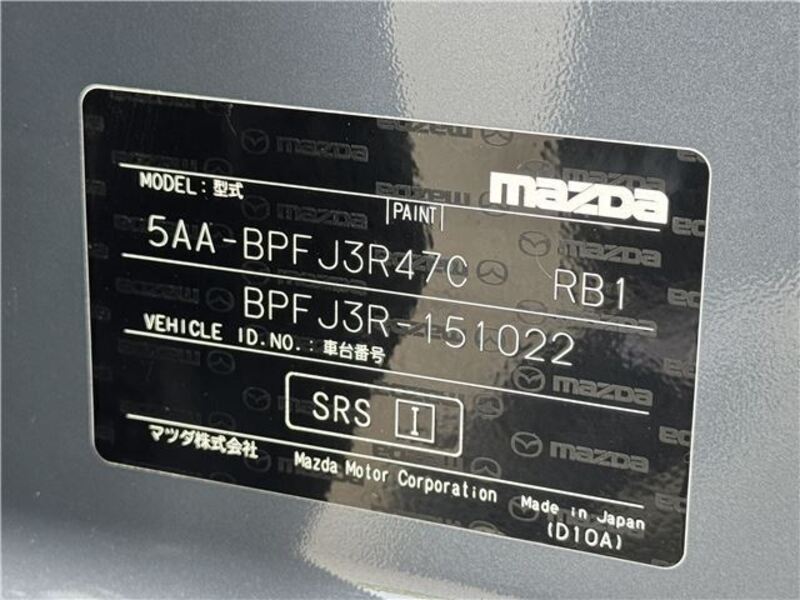 mazda
MODEL:型式
PAINT
5AA-BPFJ3R47C RB1
BPFJ3R-151022
VEHICLE ID.NO.:車台番号
SRS I
マツダ株式会社 Mazda Motor Corporation Made in Japan
(D10A)